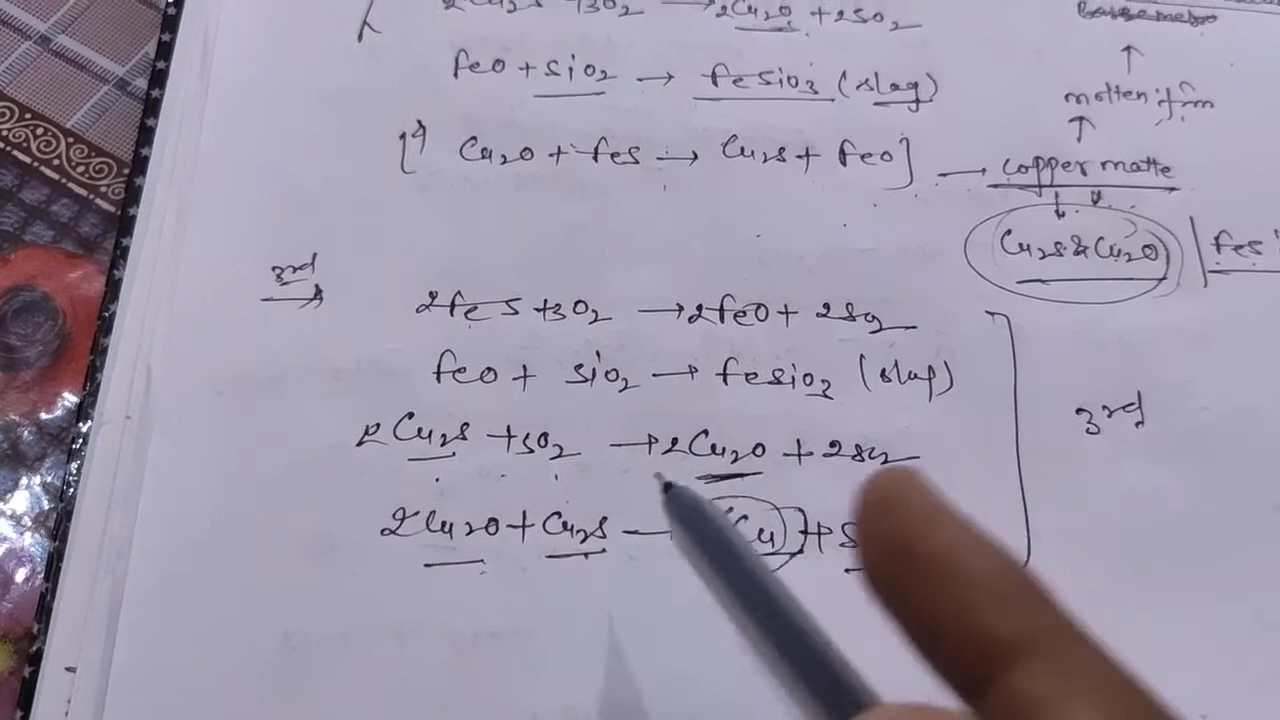 2Cu2S + 3O2 → 2Cu2O + 2SO2
FeO + SiO2 → FeSiO3 (slag)
molten form
Cu2O + FeS → Cu2S + FeO] → copper matte
Cu2S & Cu2O | FeS
3rd
2FeS + 3O2 → 2FeO + 2SO2
FeO + SiO2 → FeSiO3 (slag)
3rd
2Cu2S + 3O2 → 2Cu2O + 2SO2
2Cu2O + Cu2S → Cu + S